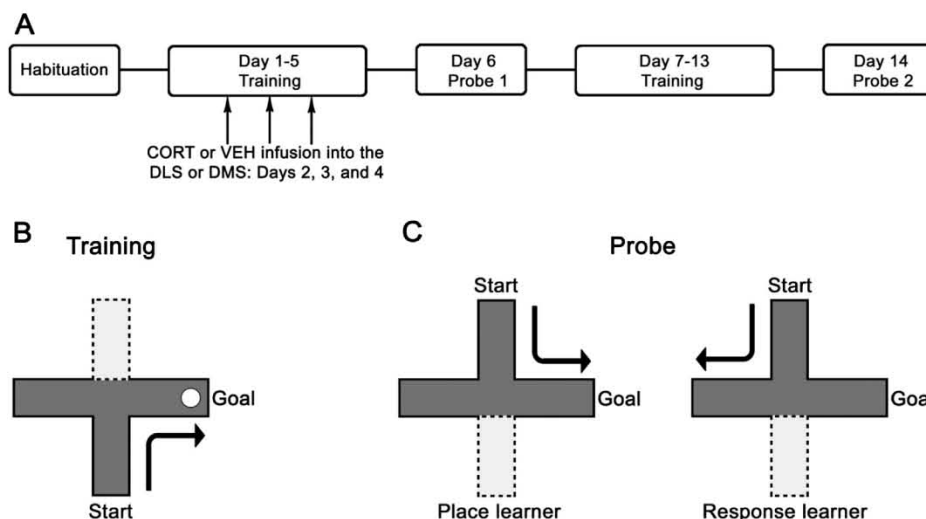 A
Habituation
Day 1-5
Training
Day 6
Probe 1
Day 7-13
Training
Day 14
Probe 2
CORT or VEH infusion into the
DLS or DMS: Days 2, 3, and 4
B
Training
Goal
Start
C
Probe
Start
Goal
Place learner
Start
Goal
Response learner